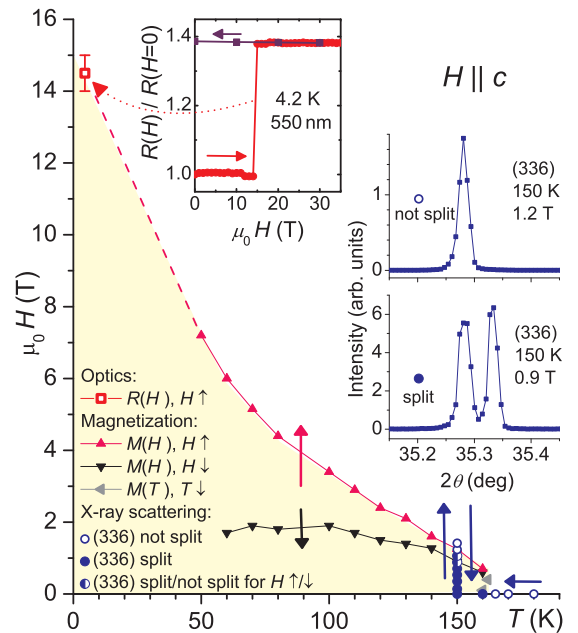 16
14
12
10
8
6
4
2
0
μ₀H (T)
0
50
100
150
T (K)
R(H) / R(H=0)
1.4
1.2
1.0
4.2 K
550 nm
0
10
20
30
μ₀H (T)
H || c
1
0
not split
(336)
150 K
1.2 T
Intensity (arb. units)
6
4
2
0
split
(336)
150 K
0.9 T
35.2
35.3
35.4
2θ (deg)
Optics:
R(H), H↑
Magnetization:
M(H), H↑
M(H), H↓
M(T), T↓
X-ray scattering:
(336) not split
(336) split
(336) split/not split for H↑/↓